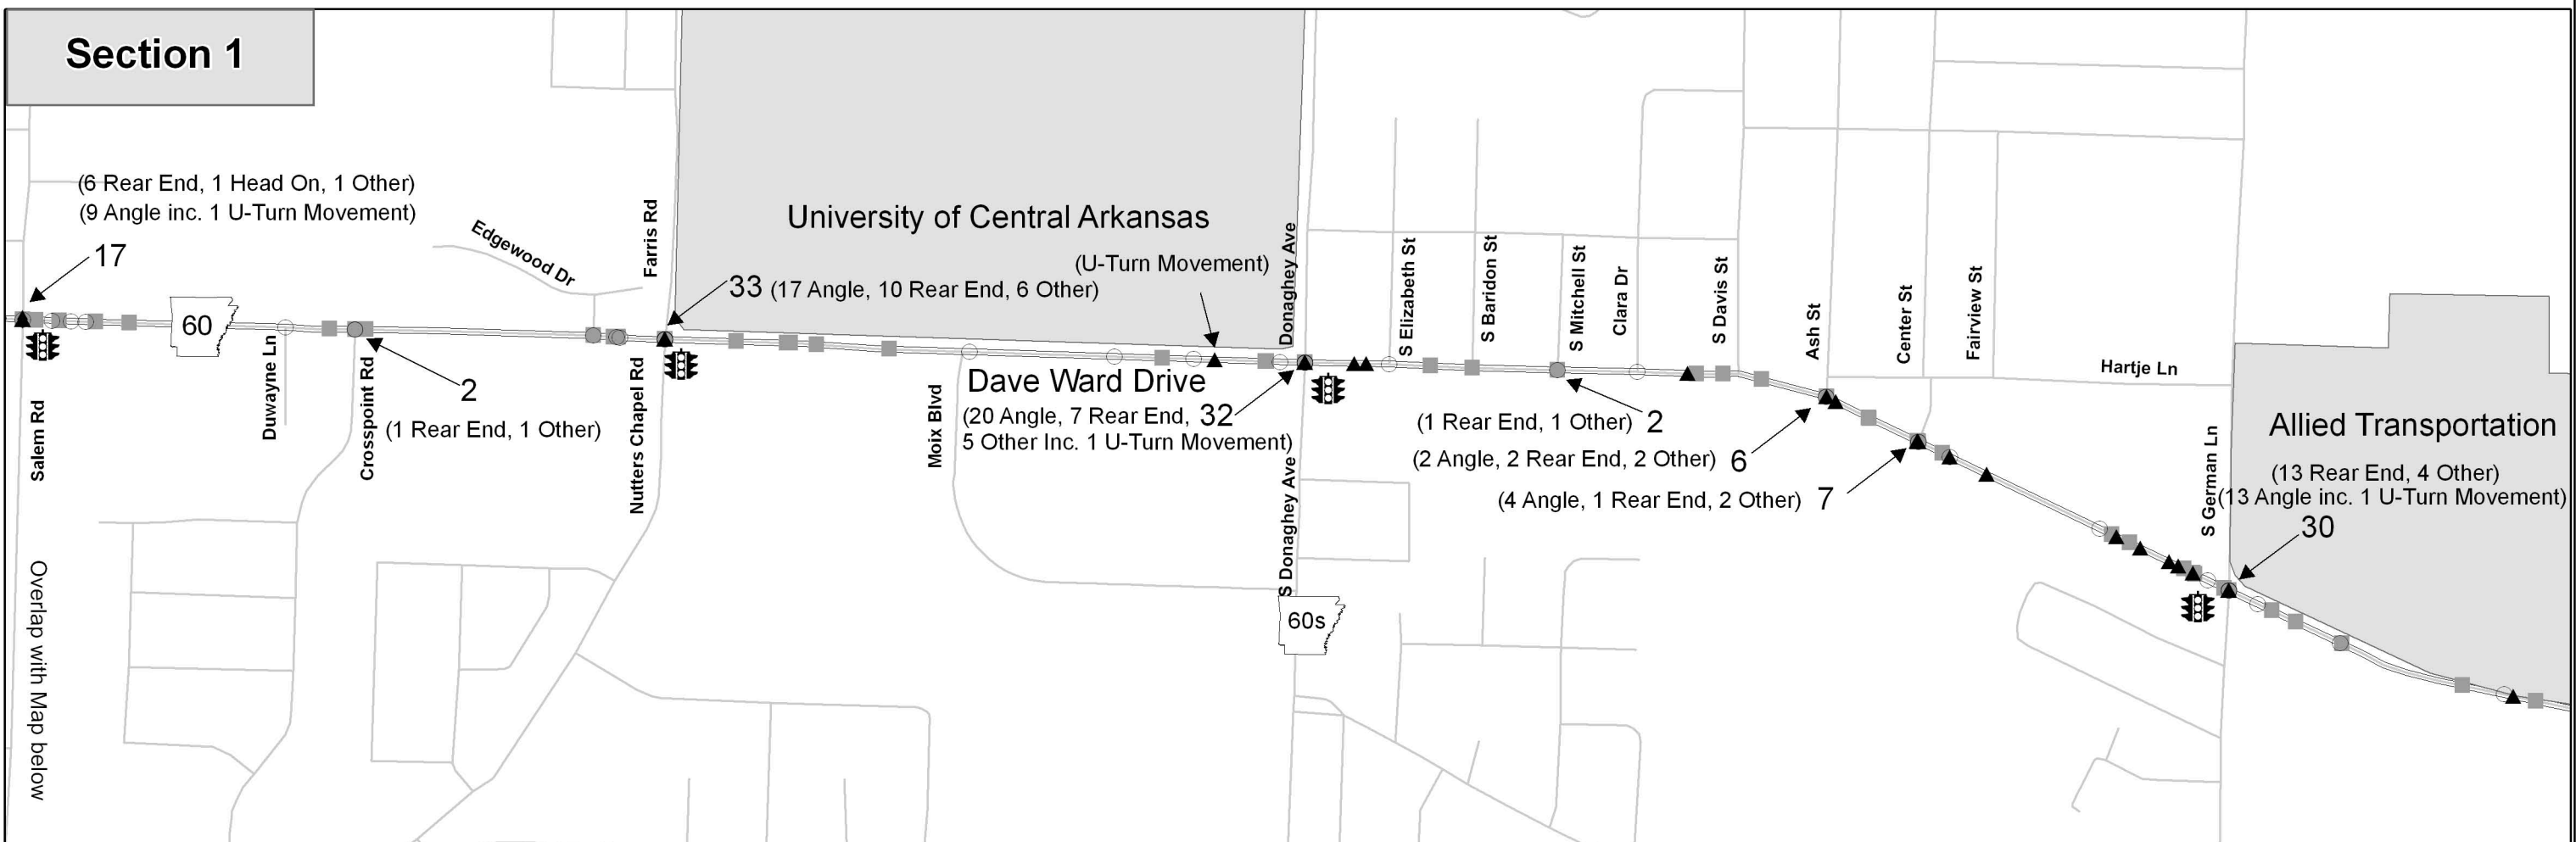 Section 1
(6 Rear End, 1 Head On, 1 Other)
(9 Angle inc. 1 U-Turn Movement)
17
60
Edgewood Dr
Farris Rd
University of Central Arkansas
(U-Turn Movement)
33 (17 Angle, 10 Rear End, 6 Other)
Donaghey Ave
S Elizabeth St
S Baridon St
S Mitchell St
Clara Dr
S Davis St
Ash St
Center St
Fairview St
Hartje Ln
Salem Rd
Duwayne Ln
Crosspoint Rd
2
(1 Rear End, 1 Other)
Nutters Chapel Rd
Moix Blvd
Dave Ward Drive
(20 Angle, 7 Rear End, 32
5 Other Inc. 1 U-Turn Movement)
S Donaghey Ave
60s
(1 Rear End, 1 Other) 2
(2 Angle, 2 Rear End, 2 Other) 6
(4 Angle, 1 Rear End, 2 Other) 7
S German Ln
Allied Transportation
(13 Rear End, 4 Other)
(13 Angle inc. 1 U-Turn Movement)
30
Overlap with Map below